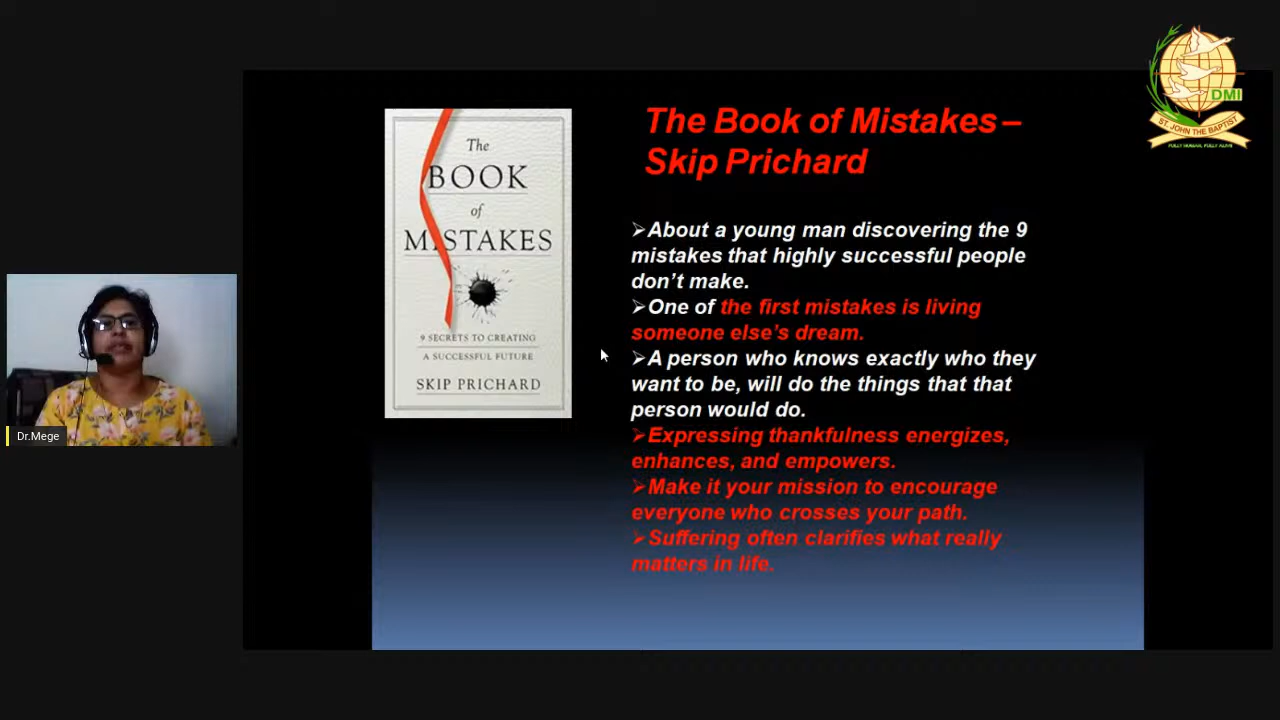 The
BOOK
of
MISTAKES
9 SECRETS TO CREATING
A SUCCESSFUL FUTURE
SKIP PRICHARD
The Book of Mistakes –
Skip Prichard
➢About a young man discovering the 9
mistakes that highly successful people
don't make.
➢One of the first mistakes is living
someone else's dream.
➢A person who knows exactly who they
want to be, will do the things that that
person would do.
➢Expressing thankfulness energizes,
enhances, and empowers.
➢Make it your mission to encourage
everyone who crosses your path.
➢Suffering often clarifies what really
matters in life.
DMI
ST. JOHN THE BAPTIST
FULLY HUMAN, FULLY ALIVE
Dr.Mege